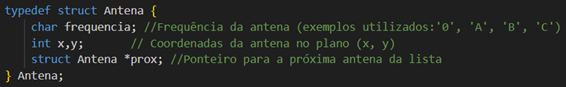 typedef struct Antena {
char frequencia; //Frequência da antena (exemplos utilizados:'0', 'A', 'B', 'C')
int x,y; // Coordenadas da antena no plano (x, y)
struct Antena *prox; //Ponteiro para a próxima antena da lista
} Antena;